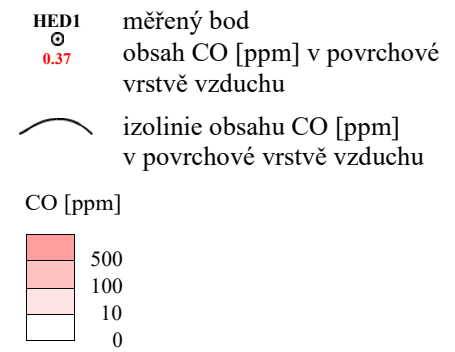 HED1
0.37
měřený bod
obsah CO [ppm] v povrchové
vrstvě vzduchu
izolinie obsahu CO [ppm]
v povrchové vrstvě vzduchu
CO [ppm]
500
100
10
0